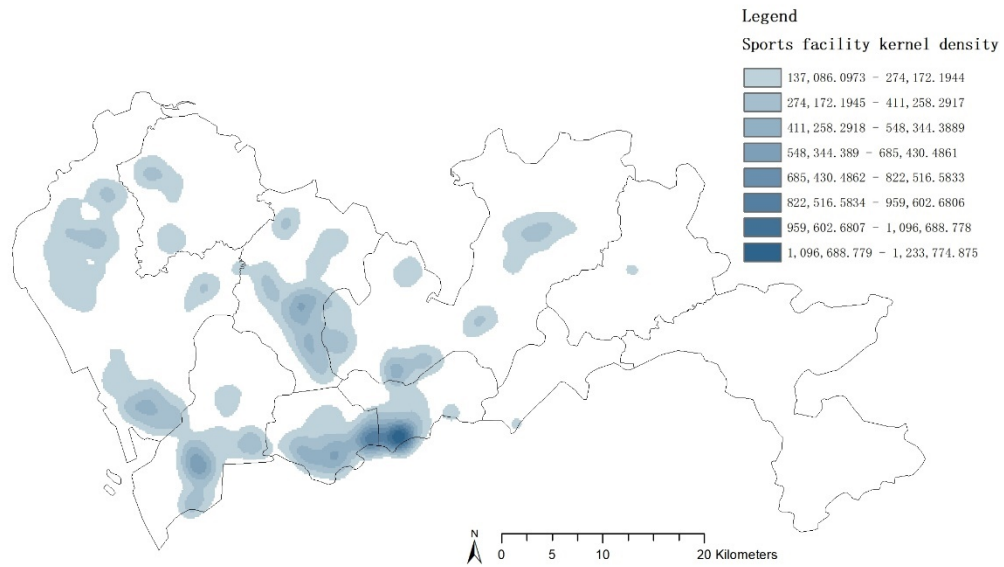 Legend
Sports facility kernel density
137,086.0973 - 274,172.1944
274,172.1945 - 411,258.2917
411,258.2918 - 548,344.3889
548,344.389 - 685,430.4861
685,430.4862 - 822,516.5833
822,516.5834 - 959,602.6806
959,602.6807 - 1,096,688.778
1,096,688.779 - 1,233,774.875
N
0 5 10 20 Kilometers